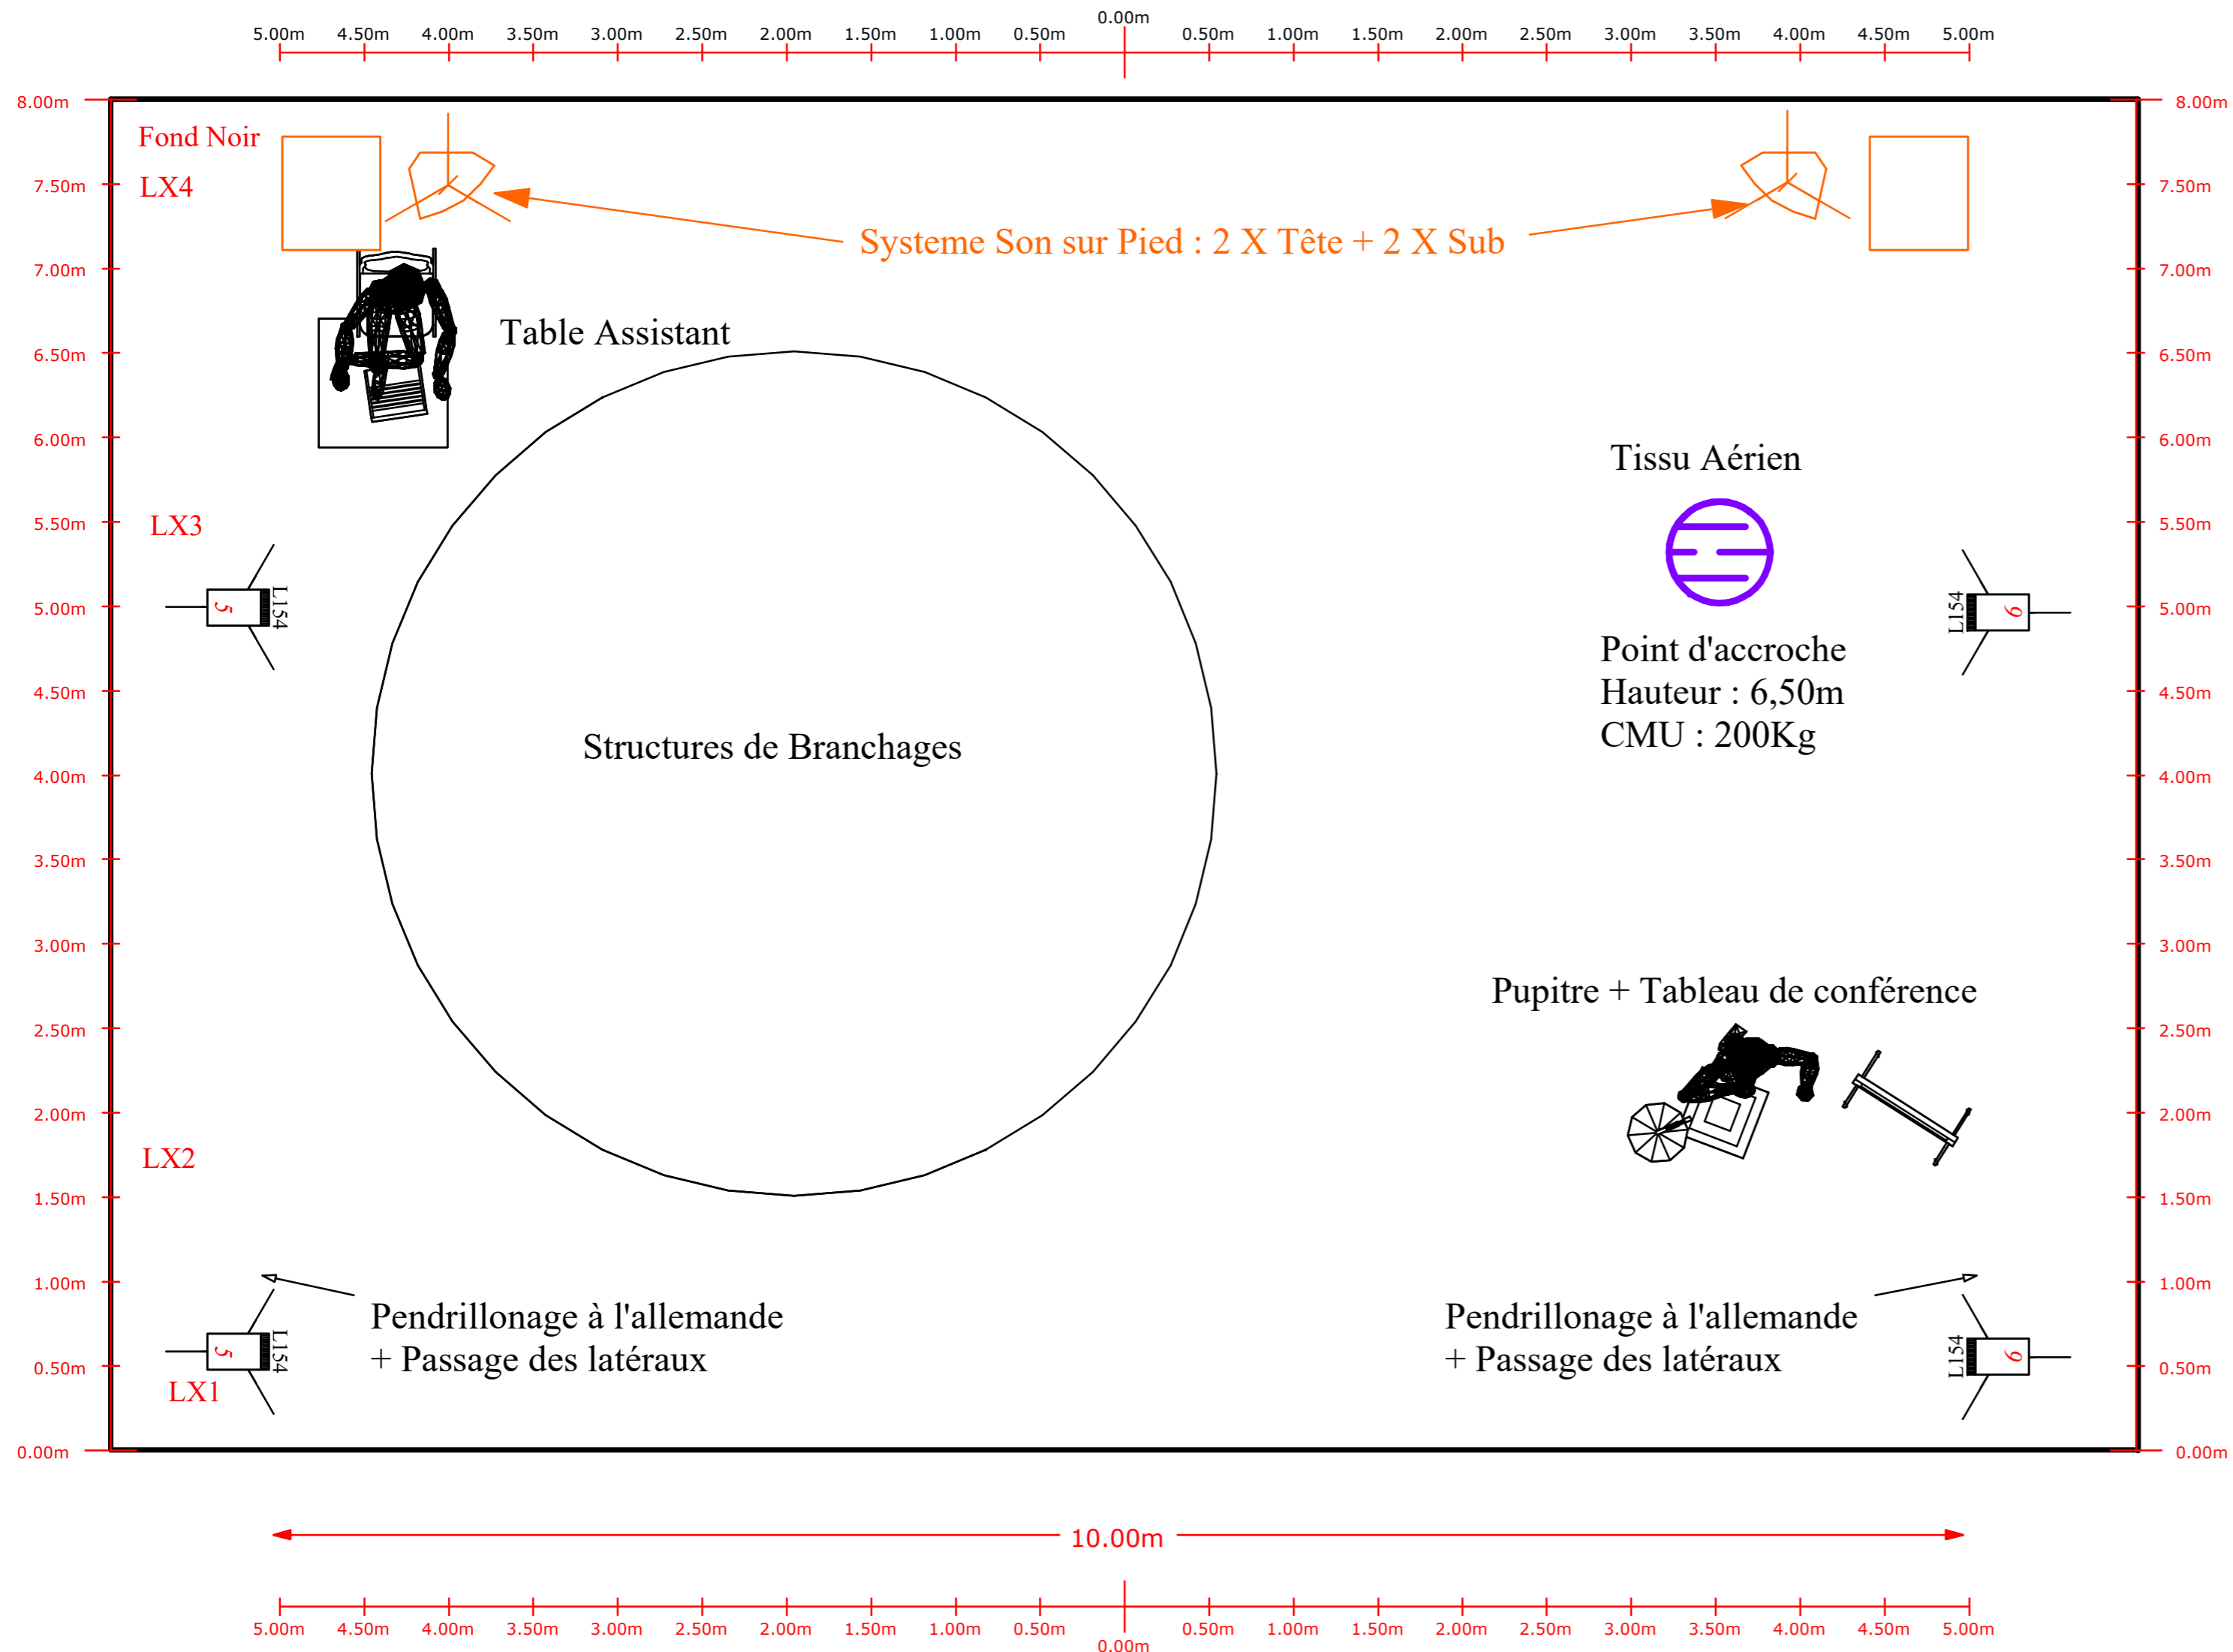 0.00m
5.00m 4.50m 4.00m 3.50m 3.00m 2.50m 2.00m 1.50m 1.00m 0.50m 0.50m 1.00m 1.50m 2.00m 2.50m 3.00m 3.50m 4.00m 4.50m 5.00m
8.00m 8.00m
Fond Noir
LX4
7.50m 7.50m
Systeme Son sur Pied : 2 X Tête + 2 X Sub
7.00m 7.00m
Table Assistant
6.50m 6.50m
6.00m 6.00m
Tissu Aérien
LX3
5.50m 5.50m
5 L154
L154 9
5.00m 5.00m
Point d'accroche
Hauteur : 6,50m
CMU : 200Kg
4.50m 4.50m
Structures de Branchages
4.00m 4.00m
3.50m 3.50m
3.00m 3.00m
Pupitre + Tableau de conférence
2.50m 2.50m
2.00m 2.00m
LX2
1.50m 1.50m
1.00m 1.00m
Pendrillonage à l'allemande
+ Passage des latéraux
Pendrillonage à l'allemande
+ Passage des latéraux
5 L154
L154 9
0.50m 0.50m
LX1
0.00m 0.00m
10.00m
5.00m 4.50m 4.00m 3.50m 3.00m 2.50m 2.00m 1.50m 1.00m 0.50m 0.50m 1.00m 1.50m 2.00m 2.50m 3.00m 3.50m 4.00m 4.50m 5.00m
0.00m